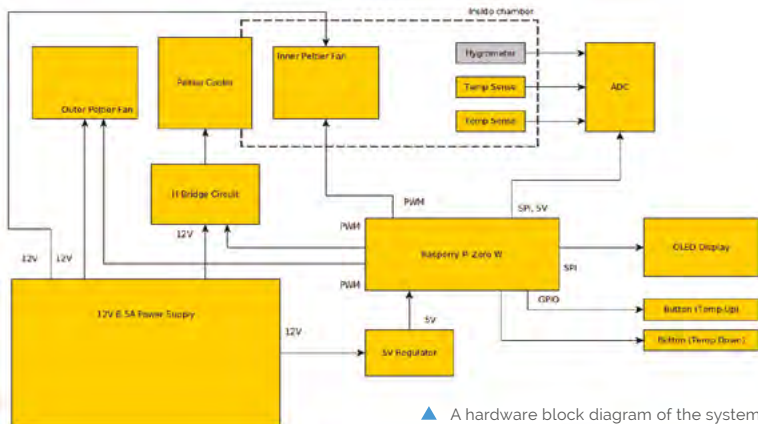 Inside chamber
Outer Peltier Fan
Peltier Cooler
Inner Peltier Fan
Hygrometer
Temp Sense
Temp Sense
ADC
H Bridge Circuit
PWM
SPI, 5V
12V
PWM
12V
12V
Raspberry Pi Zero W
SPI
OLED Display
PWM
GPIO
12V 6.5A Power Supply
Button (Temp Up)
5V
12V
5V Regulator
Button (Temp Down)
A hardware block diagram of the system